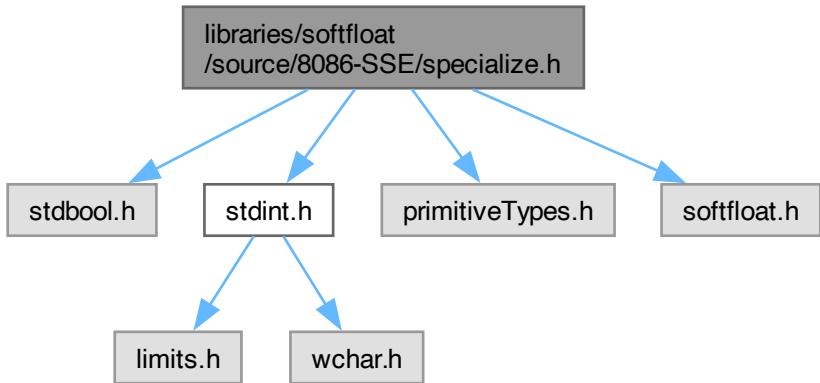 libraries/softfloat
/source/8086-SSE/specialize.h
stdbool.h
stdint.h
primitiveTypes.h
softfloat.h
limits.h
wchar.h